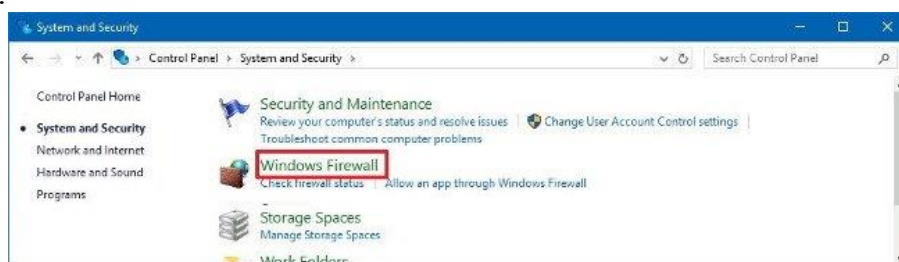 System and Security
Control Panel > System and Security >
Search Control Panel
Control Panel Home
System and Security
Network and Internet
Hardware and Sound
Programs
Security and Maintenance
Review your computer's status and resolve issues
Change User Account Control settings
Troubleshoot common computer problems
Windows Firewall
Check firewall status
Allow an app through Windows Firewall
Storage Spaces
Manage Storage Spaces
Work Folders